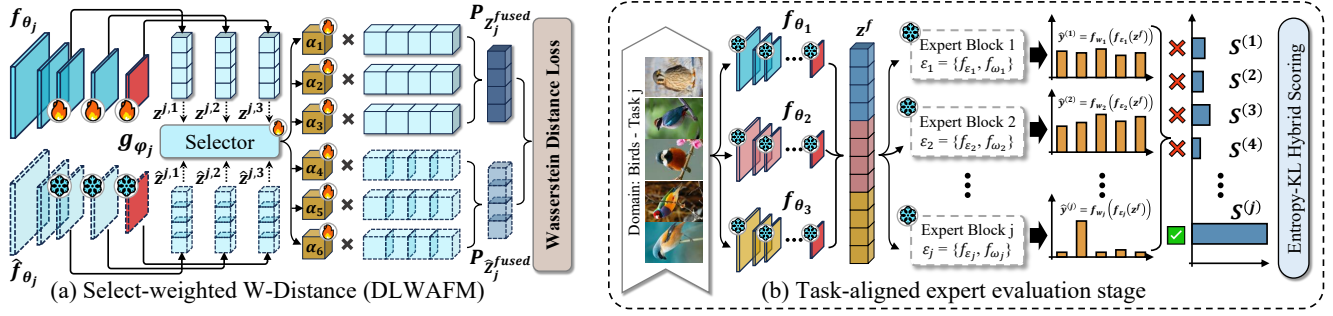 f_{θ_j}
α_1
α_2
α_3
α_4
α_5
α_6
z^{j,1} z^{j,2} z^{j,3}
g_{φ_j}
Selector
ẑ^{j,1} ẑ^{j,2} ẑ^{j,3}
f̂_{θ_j}
P_{Z_j^{fused}}
P_{Ẑ_j^{fused}}
Wasserstein Distance Loss
(a) Select-weighted W-Distance (DLWAFM)
Domain: Birds - Task j
f_{θ_1}
f_{θ_2}
f_{θ_3}
z^f
Expert Block 1
ε_1 = {f_{ε_1}, f_{ω_1}}
Expert Block 2
ε_2 = {f_{ε_2}, f_{ω_2}}
Expert Block j
ε_j = {f_{ε_j}, f_{ω_j}}
ŷ^{(1)} = f_{w_1}(f_{ε_1}(z^f))
ŷ^{(2)} = f_{w_2}(f_{ε_2}(z^f))
ŷ^{(j)} = f_{w_j}(f_{ε_j}(z^f))
S^{(1)}
S^{(2)}
S^{(3)}
S^{(4)}
S^{(j)}
Entropy-KL Hybrid Scoring
(b) Task-aligned expert evaluation stage